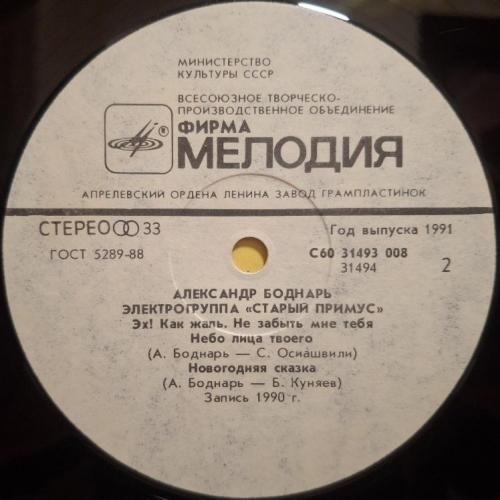 МИНИСТЕРСТВО
КУЛЬТУРЫ СССР
ВСЕСОЮЗНОЕ ТВОРЧЕСКО-
ПРОИЗВОДСТВЕННОЕ ОБЪЕДИНЕНИЕ
® ФИРМА
МЕЛОДИЯ
АПРЕЛЕВСКИЙ ОРДЕНА ЛЕНИНА ЗАВОД ГРАМПЛАСТИНОК
СТЕРЕО 33 Год выпуска 1991
ГОСТ 5289-88 С60 31493 008
31494 2
АЛЕКСАНДР БОДНАРЬ
ЭЛЕКТРОГРУППА «СТАРЫЙ ПРИМУС»
Эх! Как жаль. Не забыть мне тебя
Небо лица твоего
(А. Боднарь — С. Осиашвили)
Новогодняя сказка
(А. Боднарь — Б. Куняев)
Запись 1990 г.